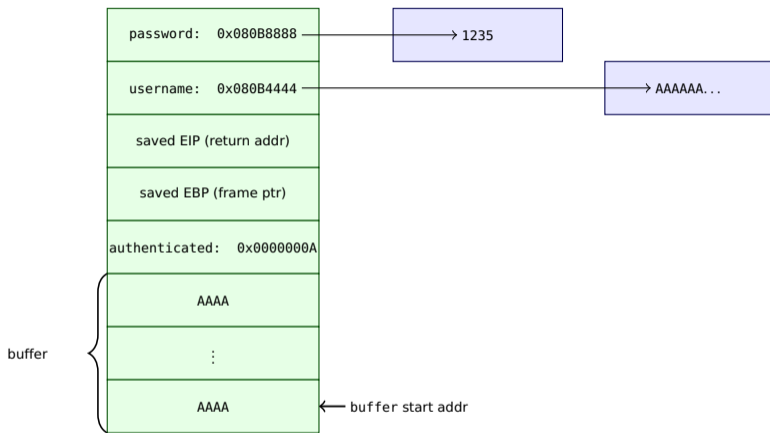 password: 0x080B8888
1235
username: 0x080B4444
AAAAAA...
saved EIP (return addr)
saved EBP (frame ptr)
authenticated: 0x0000000A
AAAA
buffer
⋮
AAAA
buffer start addr